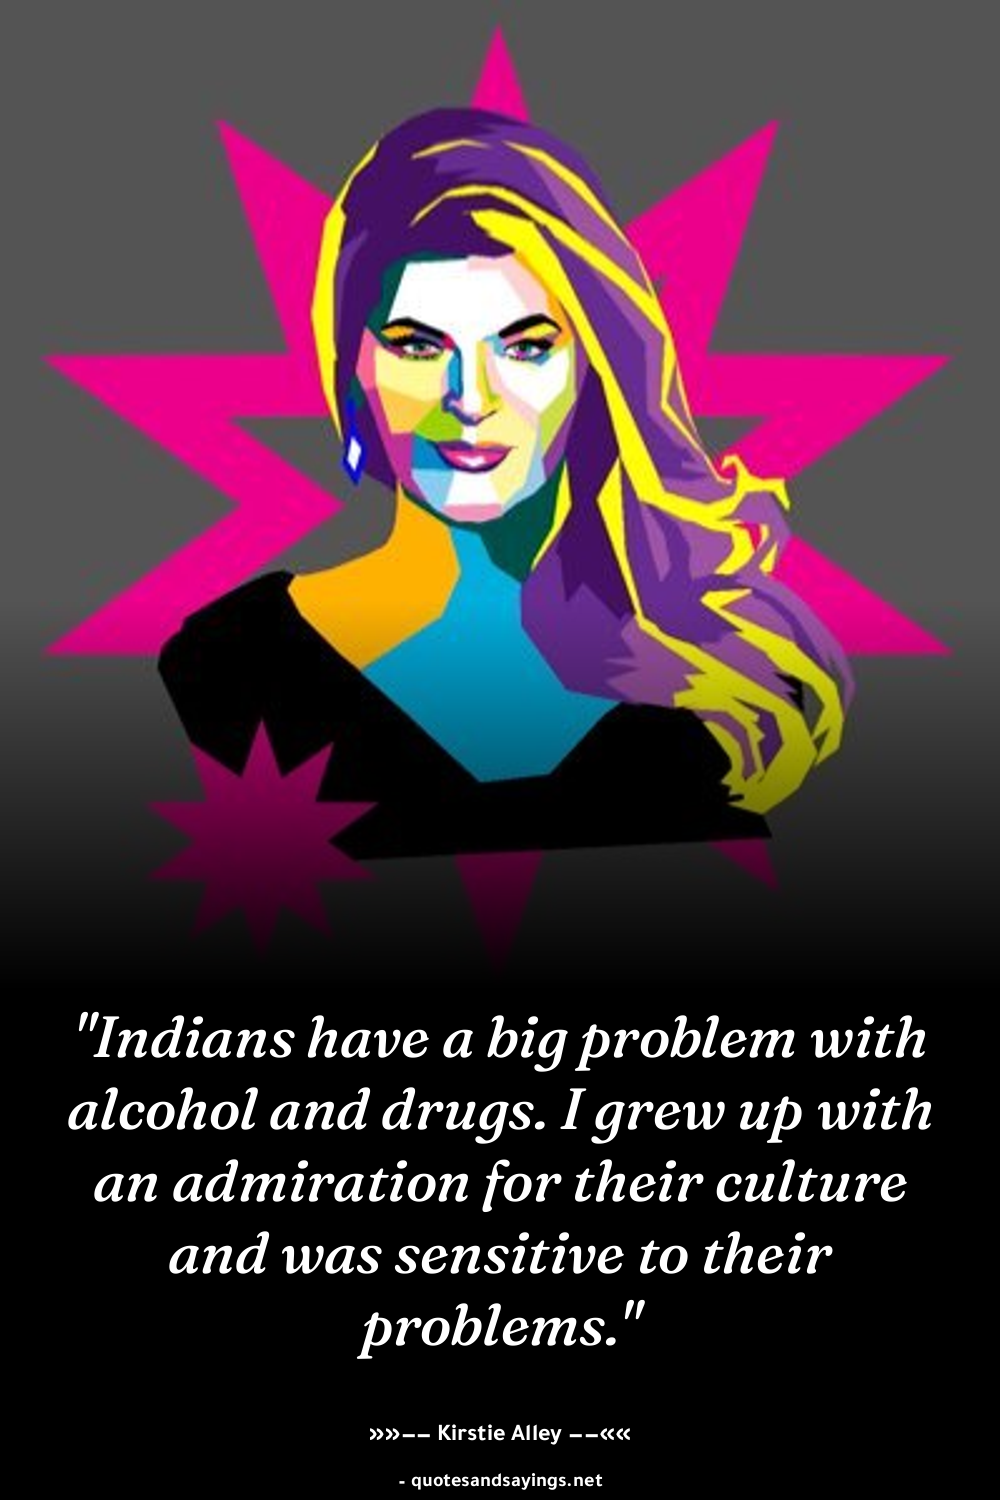 "Indians have a big problem with
alcohol and drugs. I grew up with
an admiration for their culture
and was sensitive to their
problems."
»»−− Kirstie Alley −−««
- quotesandsayings.net